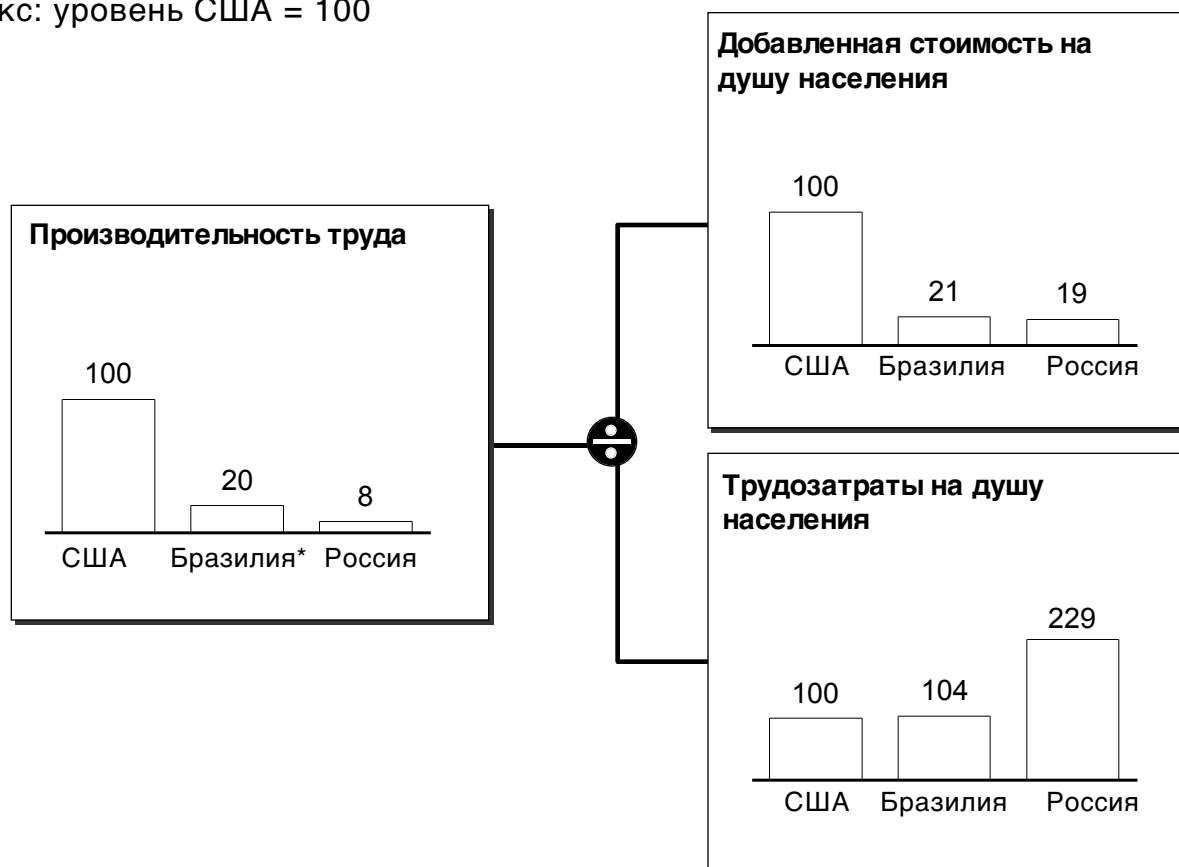 уровень США = 100
Производительность труда
100
20
8
США Бразилия* Россия
Добавленная стоимость на
душу населения
100
21
19
США Бразилия Россия
Трудозатраты на душу
населения
100
104
229
США Бразилия Россия